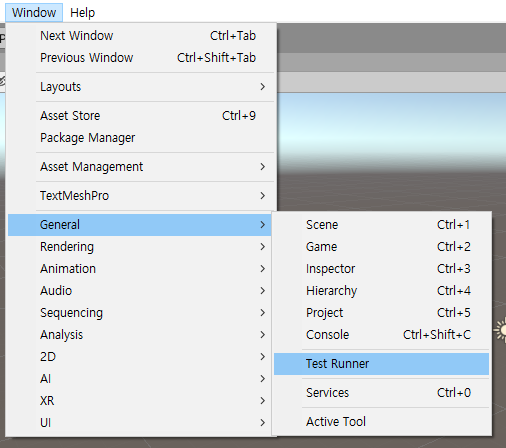 Window Help
Next Window Ctrl+Tab
Previous Window Ctrl+Shift+Tab
Layouts
Asset Store Ctrl+9
Package Manager
Asset Management
TextMeshPro
General
Rendering
Animation
Audio
Sequencing
Analysis
2D
AI
XR
UI
Scene Ctrl+1
Game Ctrl+2
Inspector Ctrl+3
Hierarchy Ctrl+4
Project Ctrl+5
Console Ctrl+Shift+C
Test Runner
Services Ctrl+0
Active Tool